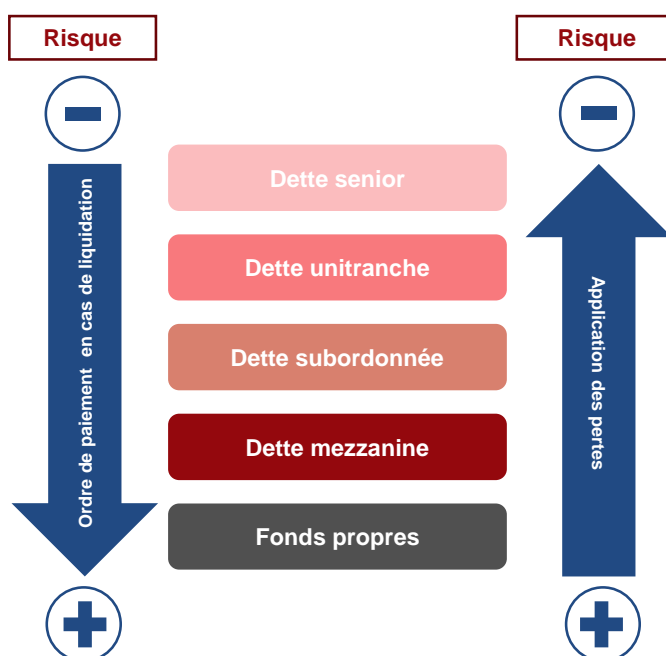 Risque
Risque
Ordre de paiement en cas de liquidation
Dette senior
Dette unitranche
Dette subordonnée
Dette mezzanine
Fonds propres
Application des pertes